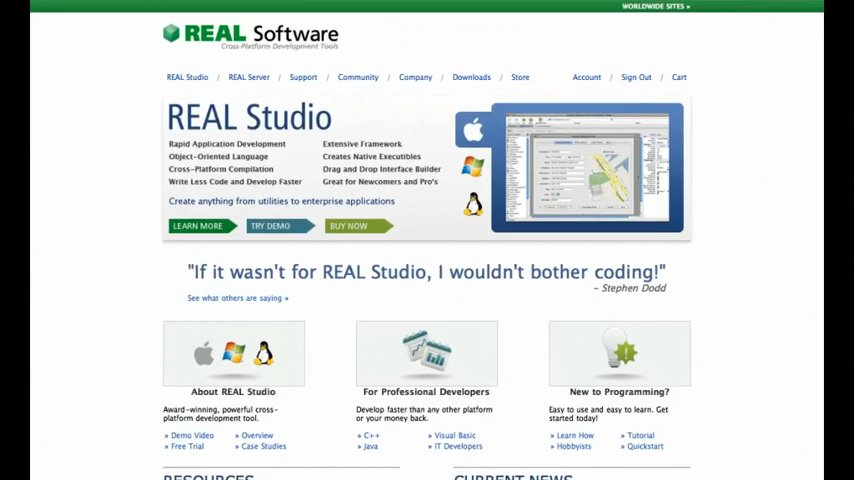 WORLDWIDE SITES »
REAL Software
Cross-Platform Development Tools
REAL Studio / REAL Server / Support / Community / Company / Downloads / Store
Account / Sign Out / Cart
REAL Studio
Rapid Application Development
Extensive Framework
Object-Oriented Language
Creates Native Executibles
Cross-Platform Compilation
Drag and Drop Interface Builder
Write Less Code and Develop Faster
Great for Newcomers and Pro's
Create anything from utilities to enterprise applications
LEARN MORE
TRY DEMO
BUY NOW
"If it wasn't for REAL Studio, I wouldn't bother coding!"
– Stephen Dodd
See what others are saying »
About REAL Studio
Award-winning, powerful cross-
platform development tool.
» Demo Video » Overview
» Free Trial » Case Studies
For Professional Developers
Develop faster than any other platform
or your money back.
» C++ » Visual Basic
» Java » IT Developers
New to Programming?
Easy to use and easy to learn. Get
started today!
» Learn How » Tutorial
» Hobbyists » Quickstart
RESOURCES
CURRENT NEWS